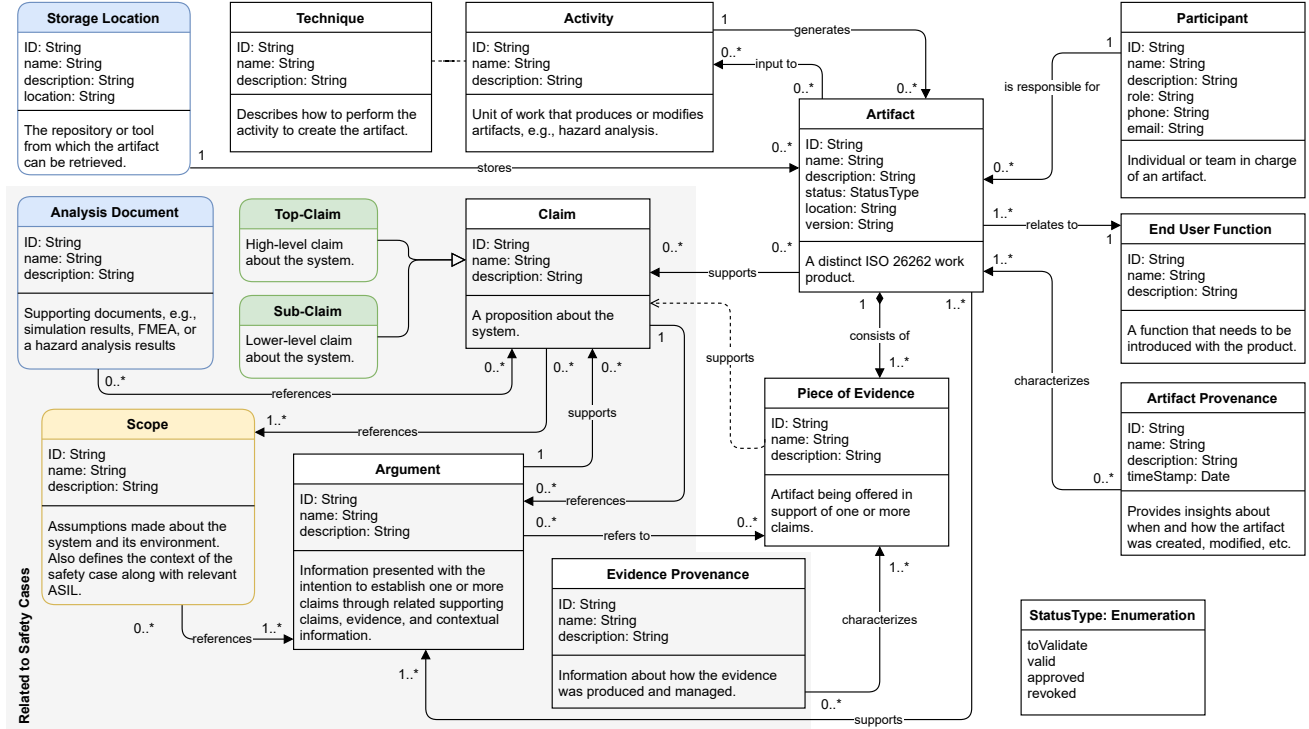 Storage Location
ID: String
name: String
description: String
location: String
The repository or tool
from which the artifact
can be retrieved.
Technique
ID: String
name: String
description: String
Describes how to perform the
activity to create the artifact.
Activity
ID: String
name: String
description: String
Unit of work that produces or modifies
artifacts, e.g., hazard analysis.
1
generates
0..*
0..*
input to
0..*
Participant
ID: String
name: String
description: String
role: String
phone: String
email: String
Individual or team in charge
of an artifact.
1
is responsible for
0..*
Artifact
ID: String
name: String
description: String
status: StatusType
location: String
version: String
A distinct ISO 26262 work
product.
1
stores
0..*
1..*
relates to
1
End User Function
ID: String
name: String
description: String
A function that needs to be
introduced with the product.
Analysis Document
ID: String
name: String
description: String
Supporting documents, e.g.,
simulation results, FMEA, or
a hazard analysis results
Top-Claim
High-level claim
about the system.
Sub-Claim
Lower-level claim
about the system.
Claim
ID: String
name: String
description: String
A proposition about the
system.
0..*
supports
0..*
1..*
characterizes
0..*
1
consists of
1..*
1..*
supports
0..*
references
0..*
0..*
0..*
1
supports
1..*
references
1
references
0..*
Artifact Provenance
ID: String
name: String
description: String
timeStamp: Date
Provides insights about
when and how the artifact
was created, modified, etc.
Piece of Evidence
ID: String
name: String
description: String
Artifact being offered in
support of one or more
claims.
Scope
ID: String
name: String
description: String
Assumptions made about the
system and its environment.
Also defines the context of the
safety case along with relevant
ASIL.
Argument
ID: String
name: String
description: String
Information presented with the
intention to establish one or more
claims through related supporting
claims, evidence, and contextual
information.
0..*
refers to
0..*
0..*
references
1..*
Evidence Provenance
ID: String
name: String
description: String
Information about how the evidence
was produced and managed.
1..*
characterizes
0..*
1..*
supports
StatusType: Enumeration
toValidate
valid
approved
revoked
Related to Safety Cases